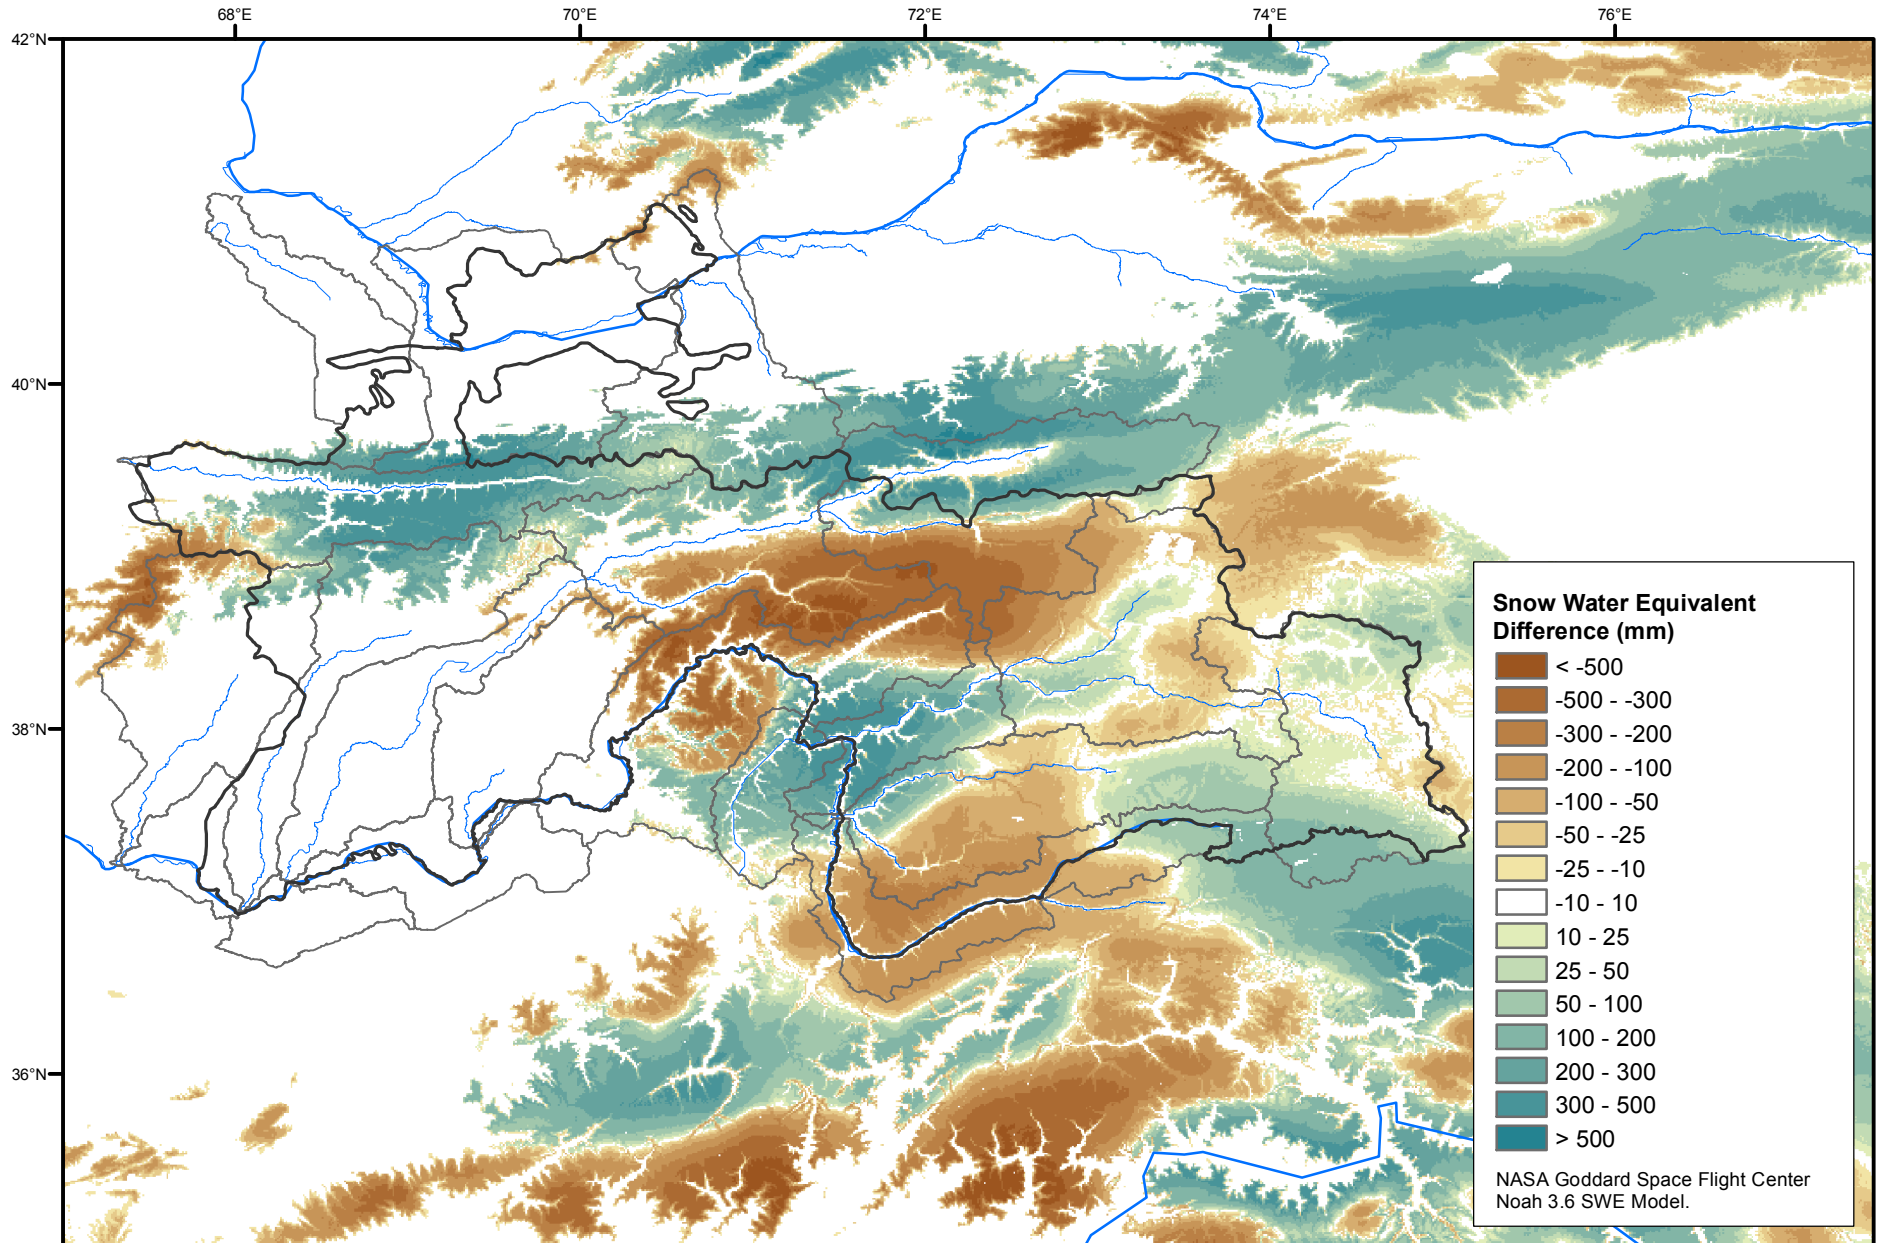 68°E
70°E
72°E
74°E
76°E
42°N
40°N
38°N
36°N
Snow Water Equivalent
Difference (mm)
< -500
-500 - -300
-300 - -200
-200 - -100
-100 - -50
-50 - -25
-25 - -10
-10 - 10
10 - 25
25 - 50
50 - 100
100 - 200
200 - 300
300 - 500
> 500
NASA Goddard Space Flight Center
Noah 3.6 SWE Model.